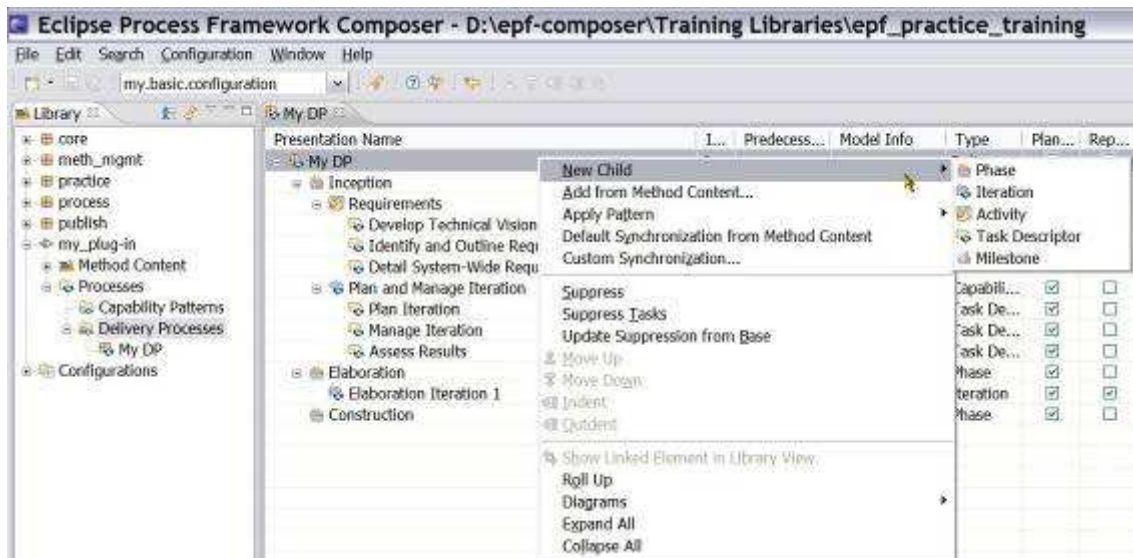 Eclipse Process Framework Composer - D:\epf-composer\Training Libraries\epf_practice_training
File Edit Search Configuration Window Help
my.basic.configuration
Library
My DP
core
meth_mgmt
practice
process
publish
my_plug-in
Method Content
Processes
Capability Patterns
Delivery Processes
My DP
Configurations
Presentation Name I... Predecess... Model Info Type Plan... Rep...
My DP
Inception
Requirements
Develop Technical Vision
Identify and Outline Requ
Detail System-Wide Requ
Plan and Manage Iteration
Plan Iteration
Manage Iteration
Assess Results
Elaboration
Elaboration Iteration 1
Construction
New Child
Add from Method Content...
Apply Pattern
Default Synchronization from Method Content
Custom Synchronization...
Suppress
Suppress Tasks
Update Suppression from Base
Move Up
Move Down
Indent
Outdent
Show Linked Element in Library View
Roll Up
Diagrams
Expand All
Collapse All
Phase
Iteration
Activity
Task Descriptor
Milestone
Capabili...
Task De...
Task De...
Task De...
Phase
Iteration
Phase